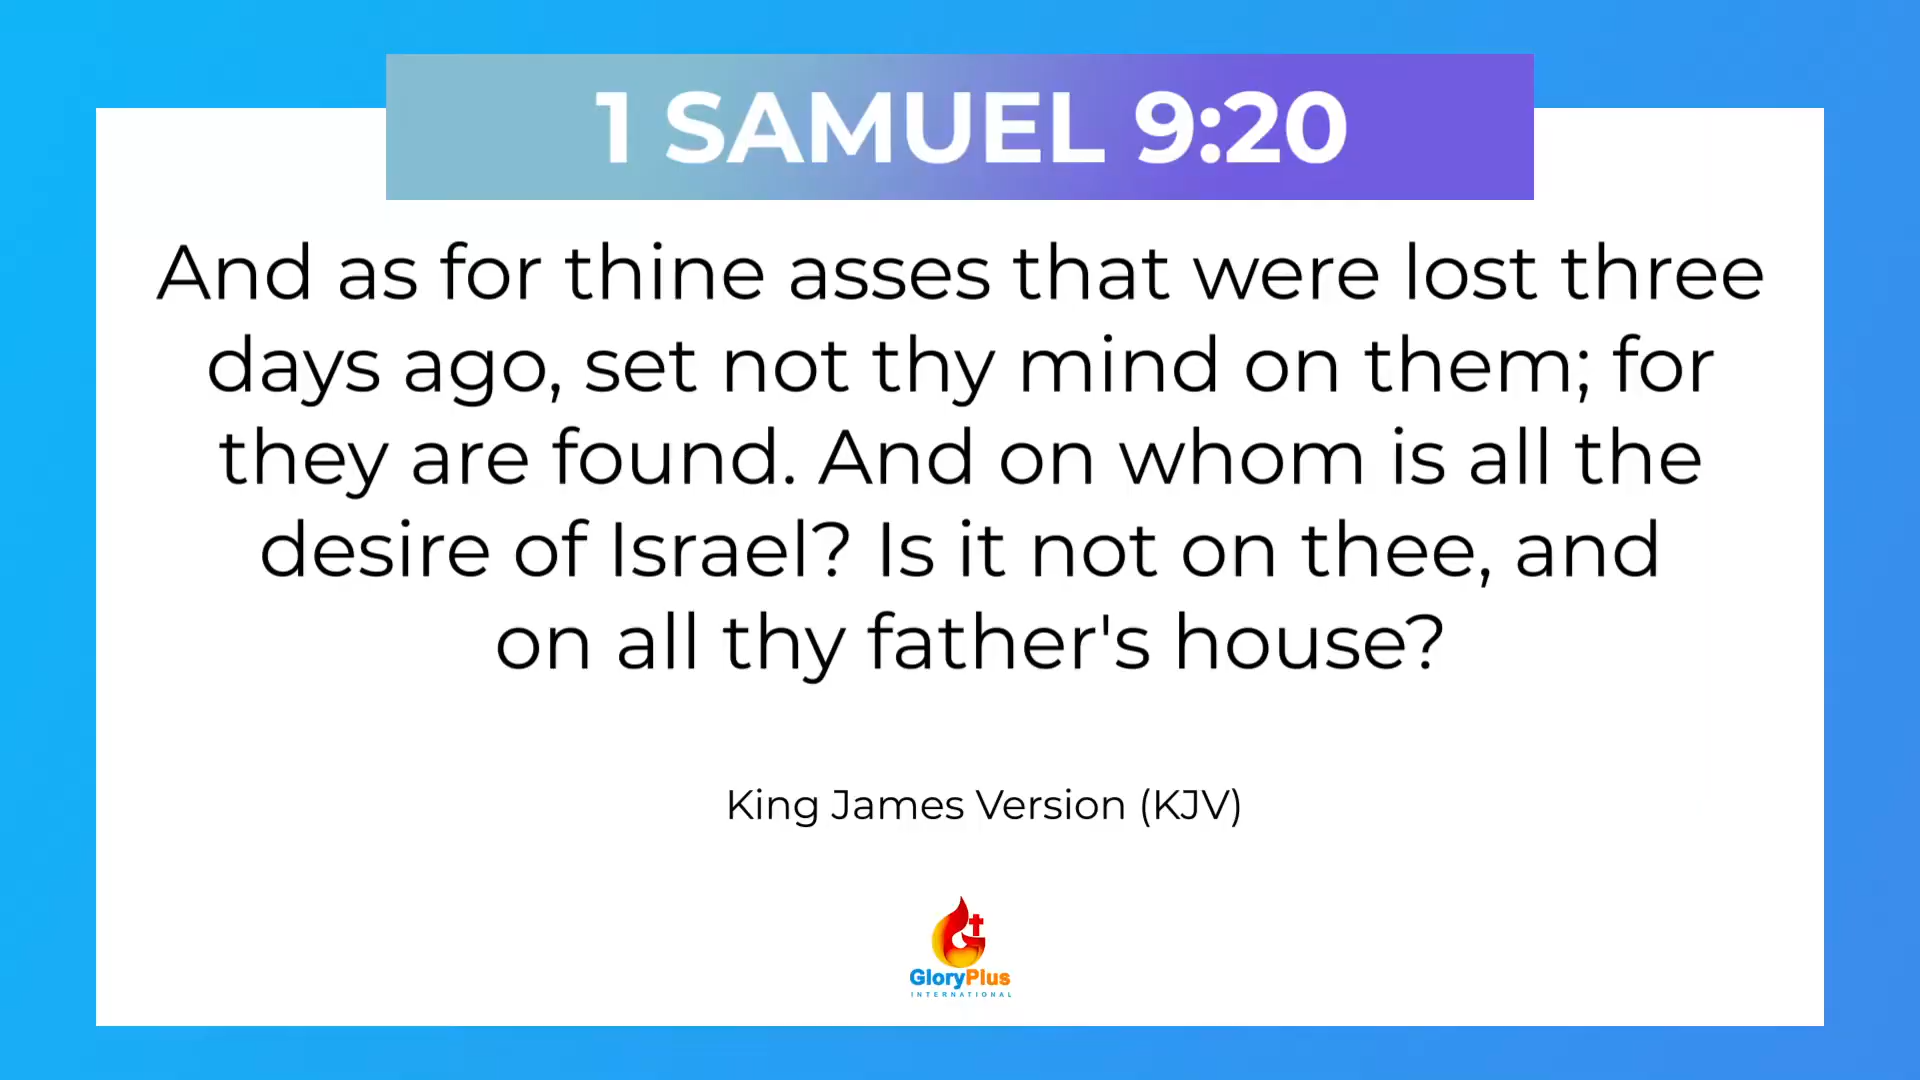 1 SAMUEL 9:20
And as for thine asses that were lost three
days ago, set not thy mind on them; for
they are found. And on whom is all the
desire of Israel? Is it not on thee, and
on all thy father's house?
King James Version (KJV)
GloryPlus
INTERNATIONAL